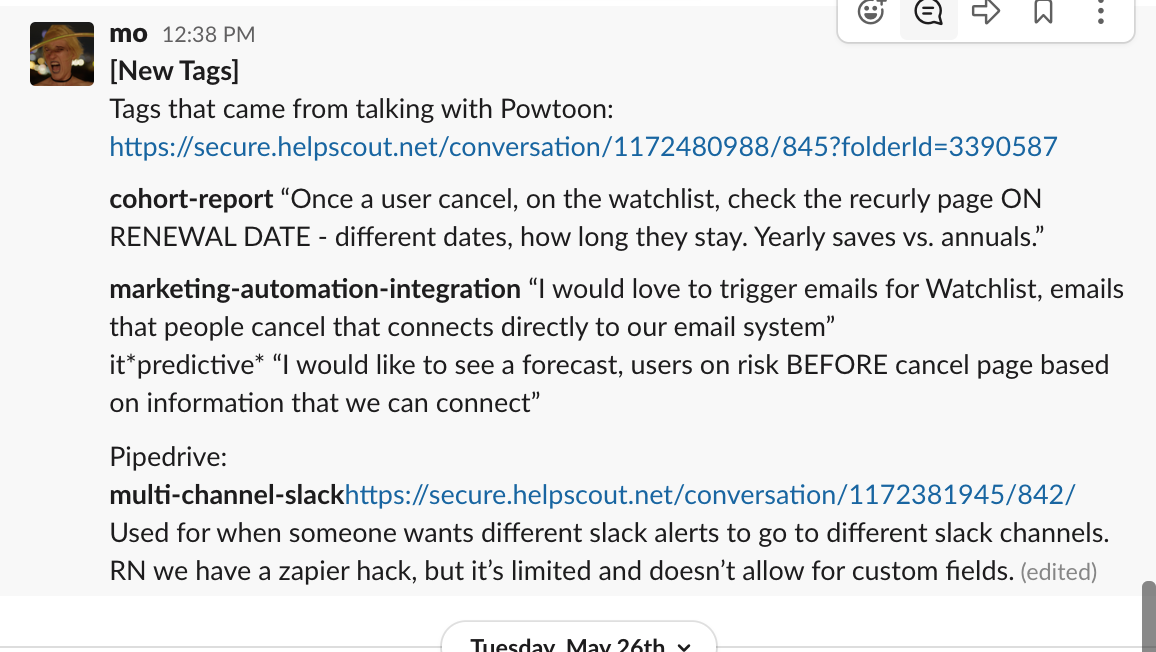 mo 12:38 PM
[New Tags]
Tags that came from talking with Powtoon:
https://secure.helpscout.net/conversation/1172480988/845?folderId=3390587
cohort-report “Once a user cancel, on the watchlist, check the recurly page ON
RENEWAL DATE - different dates, how long they stay. Yearly saves vs. annuals.”
marketing-automation-integration “I would love to trigger emails for Watchlist, emails
that people cancel that connects directly to our email system”
it*predictive* “I would like to see a forecast, users on risk BEFORE cancel page based
on information that we can connect”
Pipedrive:
multi-channel-slackhttps://secure.helpscout.net/conversation/1172381945/842/
Used for when someone wants different slack alerts to go to different slack channels.
RN we have a zapier hack, but it’s limited and doesn’t allow for custom fields. (edited)
Tuesday, May 26th